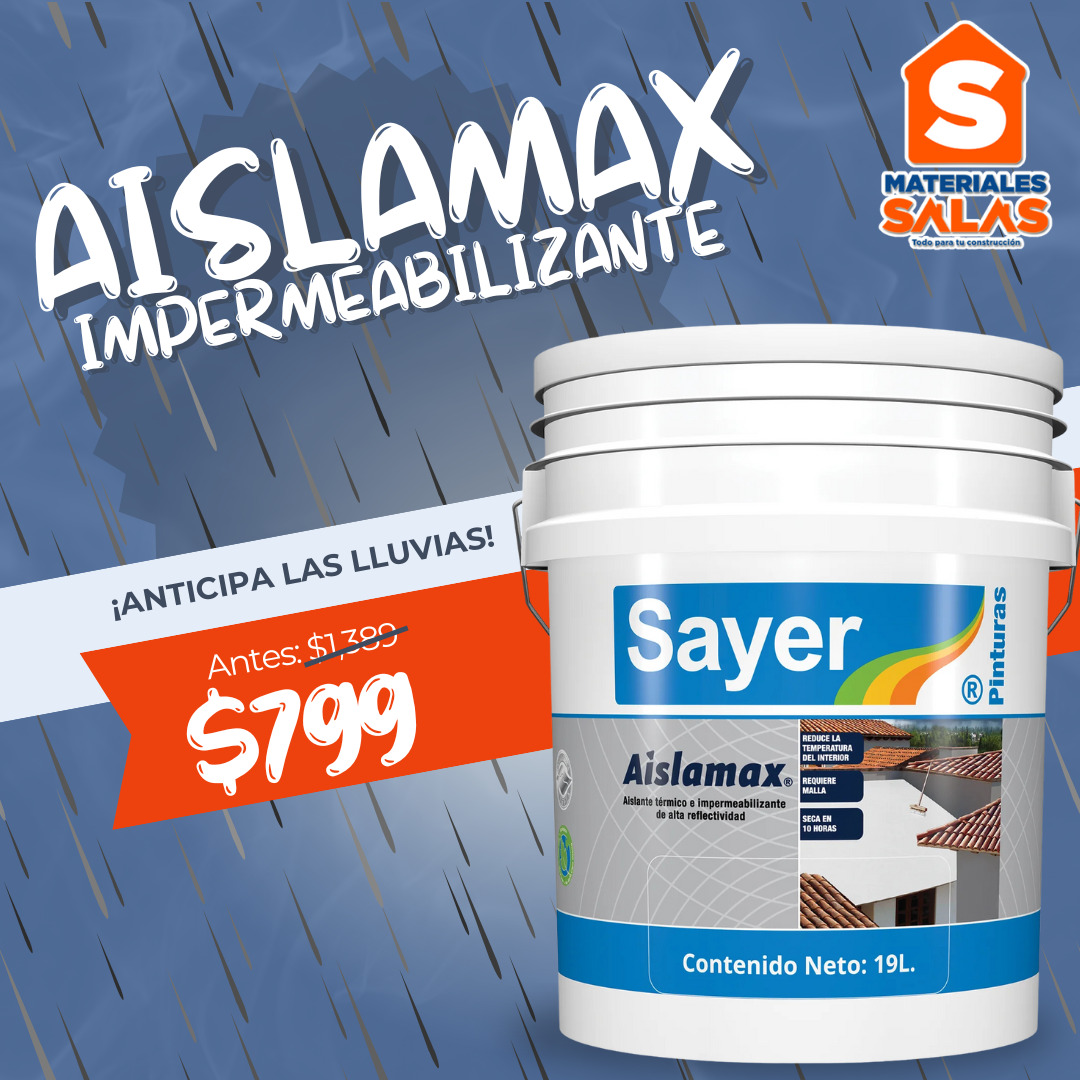 AISLAMAX
IMPERMEABILIZANTE
S
MATERIALES
SALAS
Todo para tu construcción
¡ANTICIPA LAS LLUVIAS!
Antes: $1,389
$799
Sayer
®
Pinturas
Aislamax®
Aislante térmico e impermeabilizante
de alta reflectividad
REDUCE LA
TEMPERATURA
DEL INTERIOR
REQUIERE
MALLA
SECA EN
10 HORAS
Contenido Neto: 19L.